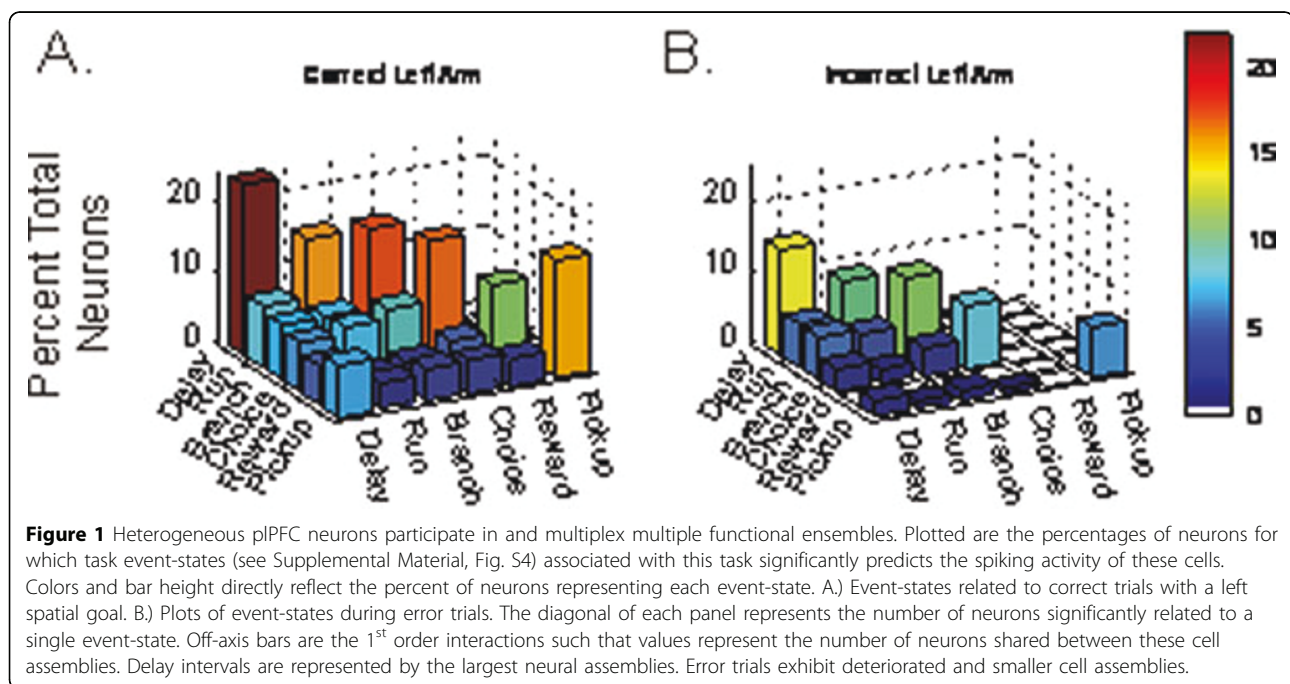 A.
B.
Correct Left Arm
Incorrect Left Arm
Percent Total
Neurons
20
10
0
Delay
Run
Branch
Choice
Reward
Pickup
Delay
Run
Branch
Choice
Reward
Pickup
20
10
0
Delay
Run
Branch
Choice
Reward
Pickup
Delay
Run
Branch
Choice
Reward
Pickup
20
15
10
5
0
Figure 1 Heterogeneous plPFC neurons participate in and multiplex multiple functional ensembles. Plotted are the percentages of neurons for
which task event-states (see Supplemental Material, Fig. S4) associated with this task significantly predicts the spiking activity of these cells.
Colors and bar height directly reflect the percent of neurons representing each event-state. A.) Event-states related to correct trials with a left
spatial goal. B.) Plots of event-states during error trials. The diagonal of each panel represents the number of neurons significantly related to a
single event-state. Off-axis bars are the 1st order interactions such that values represent the number of neurons shared between these cell
assemblies. Delay intervals are represented by the largest neural assemblies. Error trials exhibit deteriorated and smaller cell assemblies.